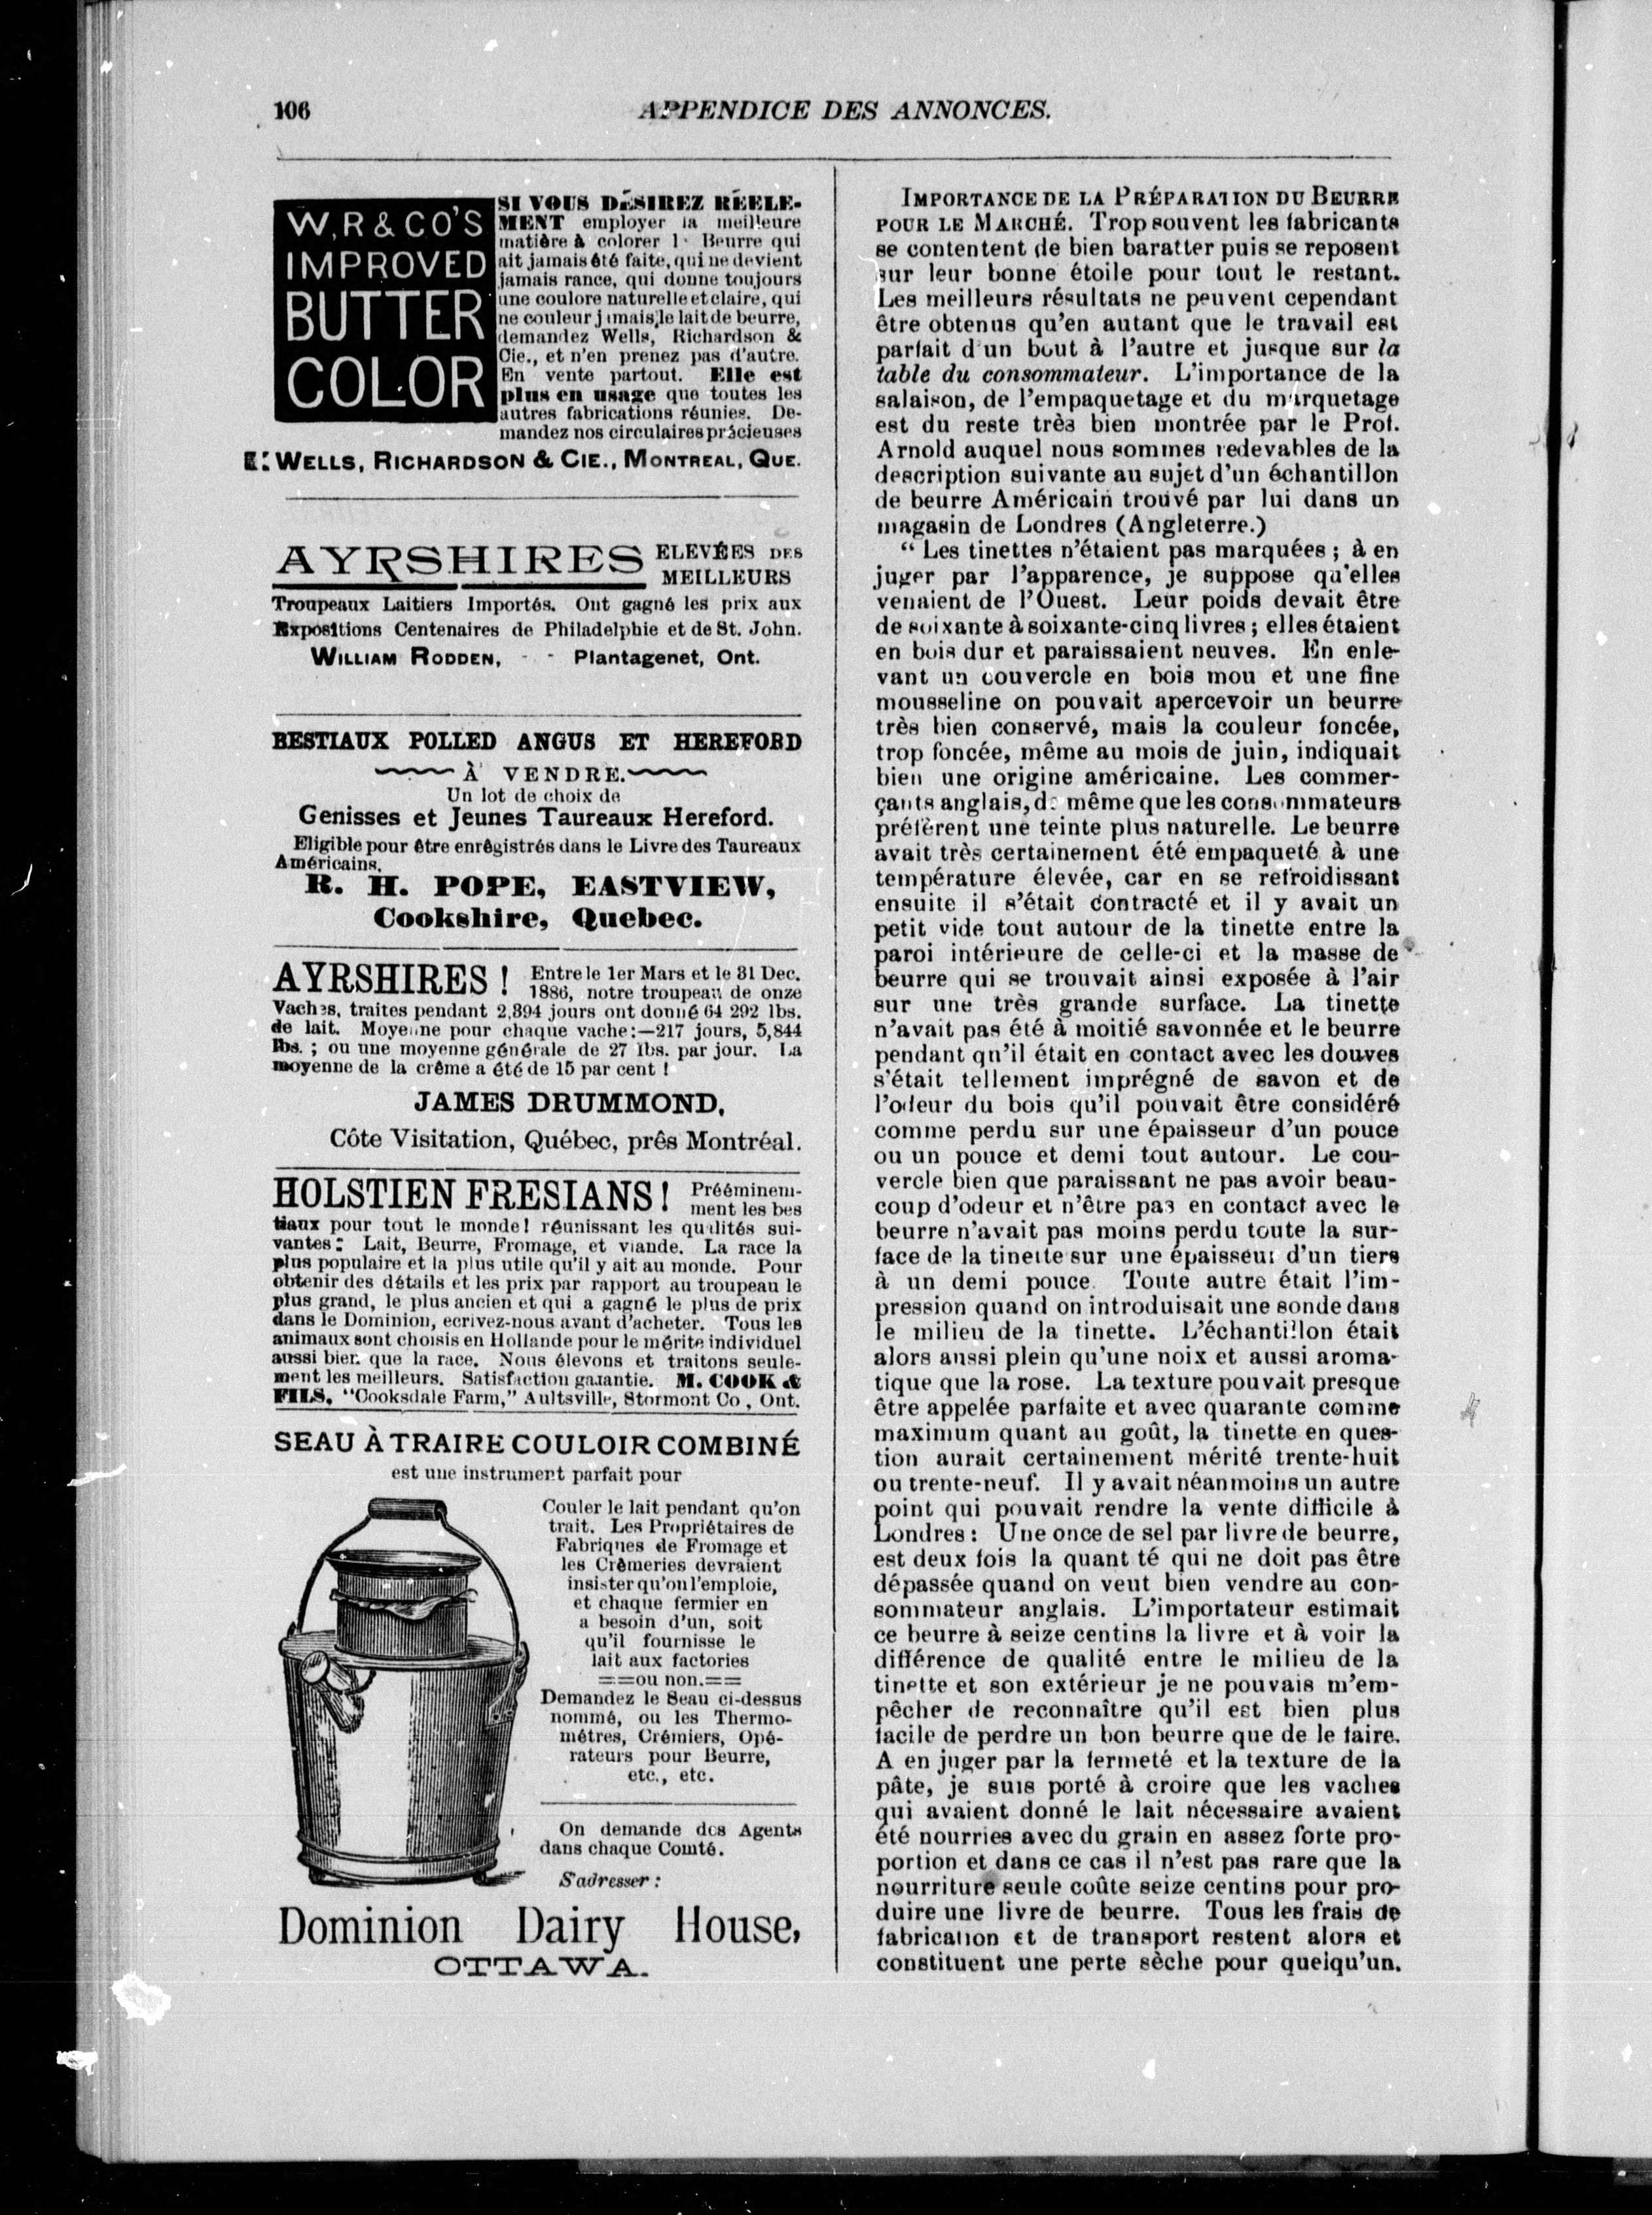 106
APPENDICE DES ANNONCES.
W,R & CO'S
IMPROVED
BUTTER
COLOR
SI VOUS DÉSIREZ RÉELE-
MENT employer la meilleure
matière à colorer l Beurre qui
ait jamais été faite, qui ne devient
jamais rance, qui donne toujours
une coulore naturelle et claire, qui
ne couleur jamais le lait de beurre,
demandez Wells, Richardson &
Cie., et n'en prenez pas d'autre.
En vente partout. Elle est
plus en usage que toutes les
autres fabrications réunies. De-
mandez nos circulaires précieuses
WELLS, RICHARDSON & CIE., MONTREAL, QUE.
AYRSHIRES ELEVÉES DES
MEILLEURS
Troupeaux Laitiers Importés. Ont gagné les prix aux
Expositions Centenaires de Philadelphie et de St. John.
WILLIAM RODDEN, - - Plantagenet, Ont.
BESTIAUX POLLED ANGUS ET HEREFORD
À VENDRE.
Un lot de choix de
Genisses et Jeunes Taureaux Hereford.
Eligible pour être enrêgistrés dans le Livre des Taureaux
Américains.
R. H. POPE, EASTVIEW,
Cookshire, Quebec.
AYRSHIRES ! Entre le 1er Mars et le 31 Dec.
1886, notre troupeau de onze
Vaches, traites pendant 2,394 jours ont donné 64 292 lbs.
de lait. Moyenne pour chaque vache:—217 jours, 5,844
lbs. ; ou une moyenne générale de 27 lbs. par jour. La
moyenne de la crême a été de 15 par cent !
JAMES DRUMMOND,
Côte Visitation, Québec, prês Montréal.
HOLSTIEN FRESIANS ! Prééminem-
ment les bes
tiaux pour tout le monde! réunissant les qualités sui-
vantes: Lait, Beurre, Fromage, et viande. La race la
plus populaire et la plus utile qu'il y ait au monde. Pour
obtenir des détails et les prix par rapport au troupeau le
plus grand, le plus ancien et qui a gagné le plus de prix
dans le Dominion, ecrivez-nous avant d'acheter. Tous les
animaux sont choisis en Hollande pour le mérite individuel
aussi bien que la race. Nous élevons et traitons seule-
ment les meilleurs. Satisfaction garantie. M. COOK &
FILS, "Cooksdale Farm," Aultsville, Stormont Co , Ont.
SEAU À TRAIRE COULOIR COMBINÉ
est une instrument parfait pour
Couler le lait pendant qu'on
trait. Les Propriétaires de
Fabriques de Fromage et
les Crêmeries devraient
insister qu'on l'emploie,
et chaque fermier en
a besoin d'un, soit
qu'il fournisse le
lait aux factories
==ou non.==
Demandez le Seau ci-dessus
nommé, ou les Thermo-
métres, Crémiers, Opé-
rateurs pour Beurre,
etc., etc.
On demande des Agents
dans chaque Comté.
S'adresser :
Dominion Dairy House,
OTTAWA.
IMPORTANCE DE LA PRÉPARATION DU BEURRE
POUR LE MARCHÉ. Trop souvent les fabricants
se contentent de bien baratter puis se reposent
sur leur bonne étoile pour tout le restant.
Les meilleurs résultats ne peuvent cependant
être obtenus qu'en autant que le travail est
parfait d'un bout à l'autre et jusque sur la
table du consommateur. L'importance de la
salaison, de l'empaquetage et du marquetage
est du reste très bien montrée par le Prof.
Arnold auquel nous sommes redevables de la
description suivante au sujet d'un échantillon
de beurre Américain trouvé par lui dans un
magasin de Londres (Angleterre.)
" Les tinettes n'étaient pas marquées ; à en
juger par l'apparence, je suppose qu'elles
venaient de l'Ouest. Leur poids devait être
de soixante à soixante-cinq livres ; elles étaient
en bois dur et paraissaient neuves. En enle-
vant un couvercle en bois mou et une fine
mousseline on pouvait apercevoir un beurre
très bien conservé, mais la couleur foncée,
trop foncée, même au mois de juin, indiquait
bien une origine américaine. Les commer-
çants anglais, de même que les consommateurs
préfèrent une teinte plus naturelle. Le beurre
avait très certainement été empaqueté à une
température élevée, car en se refroidissant
ensuite il s'était contracté et il y avait un
petit vide tout autour de la tinette entre la
paroi intérieure de celle-ci et la masse de
beurre qui se trouvait ainsi exposée à l'air
sur une très grande surface. La tinette
n'avait pas été à moitié savonnée et le beurre
pendant qu'il était en contact avec les douves
s'était tellement imprégné de savon et de
l'odeur du bois qu'il pouvait être considéré
comme perdu sur une épaisseur d'un pouce
ou un pouce et demi tout autour. Le cou-
vercle bien que paraissant ne pas avoir beau-
coup d'odeur et n'être pas en contact avec le
beurre n'avait pas moins perdu toute la sur-
face de la tinette sur une épaisseur d'un tiers
à un demi pouce. Toute autre était l'im-
pression quand on introduisait une sonde dans
le milieu de la tinette. L'échantillon était
alors aussi plein qu'une noix et aussi aroma-
tique que la rose. La texture pouvait presque
être appelée parfaite et avec quarante comme
maximum quant au goût, la tinette en ques-
tion aurait certainement mérité trente-huit
ou trente-neuf. Il y avait néanmoins un autre
point qui pouvait rendre la vente difficile à
Londres : Une once de sel par livre de beurre,
est deux fois la quant té qui ne doit pas être
dépassée quand on veut bien vendre au con-
sommateur anglais. L'importateur estimait
ce beurre à seize centins la livre et à voir la
différence de qualité entre le milieu de la
tinette et son extérieur je ne pouvais m'em-
pêcher de reconnaître qu'il est bien plus
facile de perdre un bon beurre que de le faire.
A en juger par la fermeté et la texture de la
pâte, je suis porté à croire que les vaches
qui avaient donné le lait nécessaire avaient
été nourries avec du grain en assez forte pro-
portion et dans ce cas il n'est pas rare que la
nourriture seule coûte seize centins pour pro-
duire une livre de beurre. Tous les frais de
fabrication et de transport restent alors et
constituent une perte sèche pour quelqu'un.